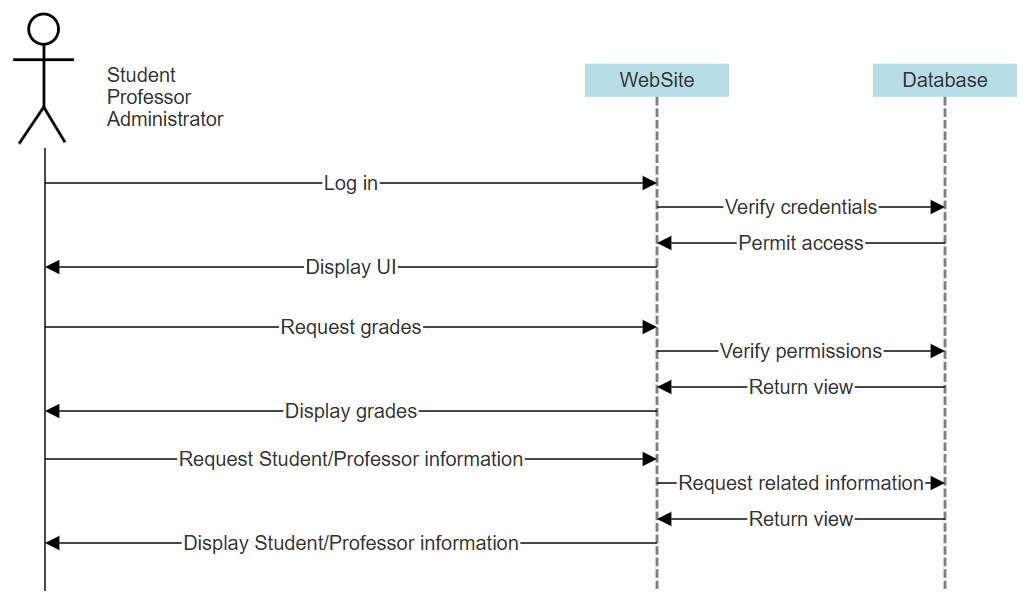 Student
Professor
Administrator
WebSite
Database
Log in
Verify credentials
Permit access
Display UI
Request grades
Verify permissions
Return view
Display grades
Request Student/Professor information
Request related information
Return view
Display Student/Professor information